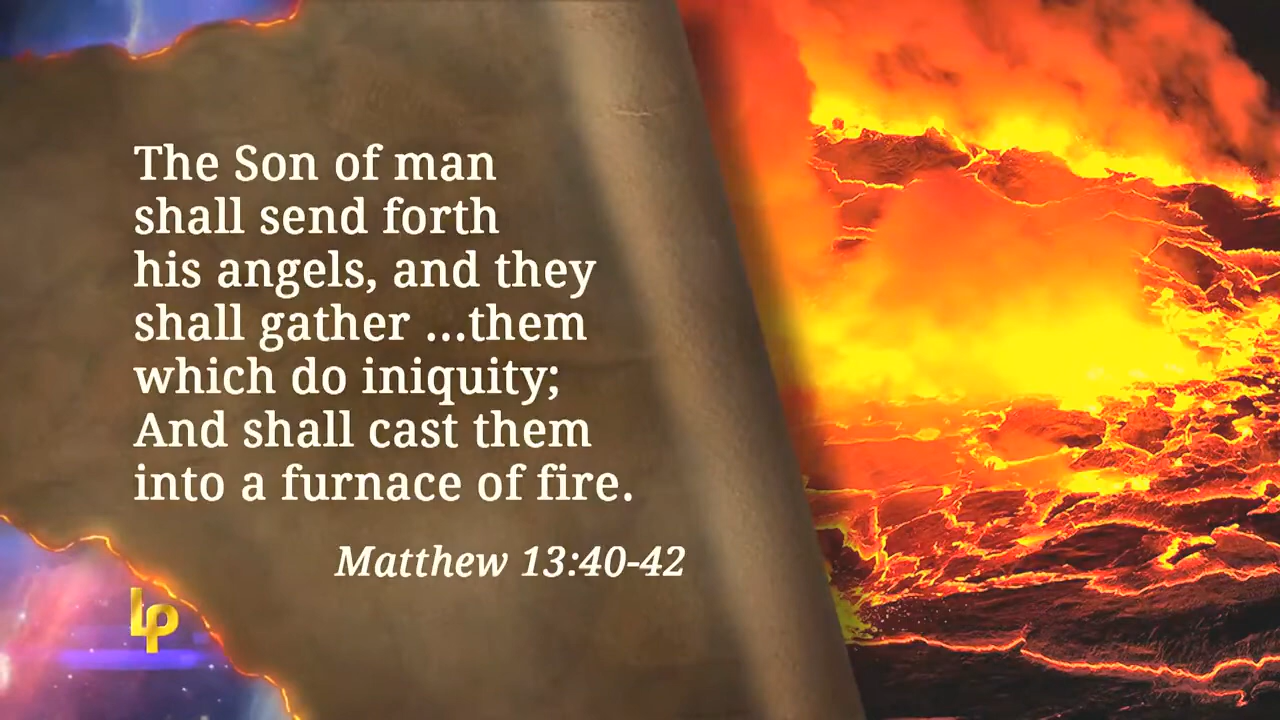 The Son of man
shall send forth
his angels, and they
shall gather ...them
which do iniquity;
And shall cast them
into a furnace of fire.
Matthew 13:40-42
LP